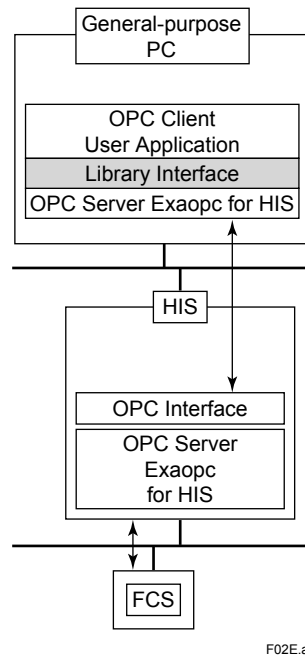 General-purpose
PC
OPC Client
User Application
Library Interface
OPC Server Exaopc for HIS
HIS
OPC Interface
OPC Server
Exaopc
for HIS
FCS
F02E.a